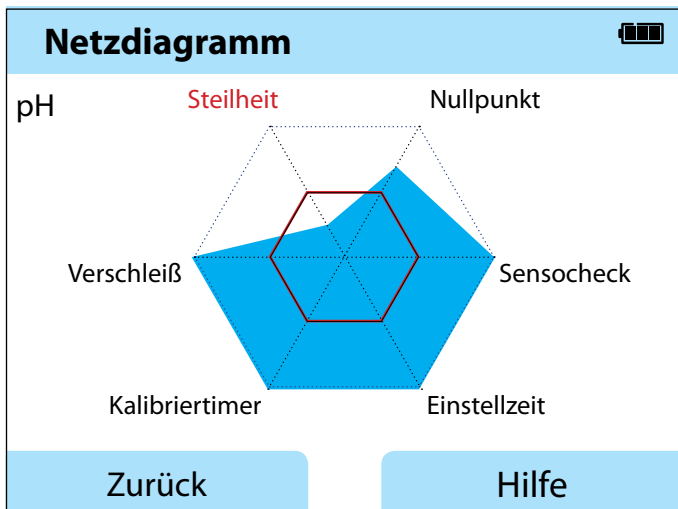 Netzdiagramm
pH
Steilheit
Nullpunkt
Verschleiß
Sensocheck
Kalibriertimer
Einstellzeit
Zurück
Hilfe